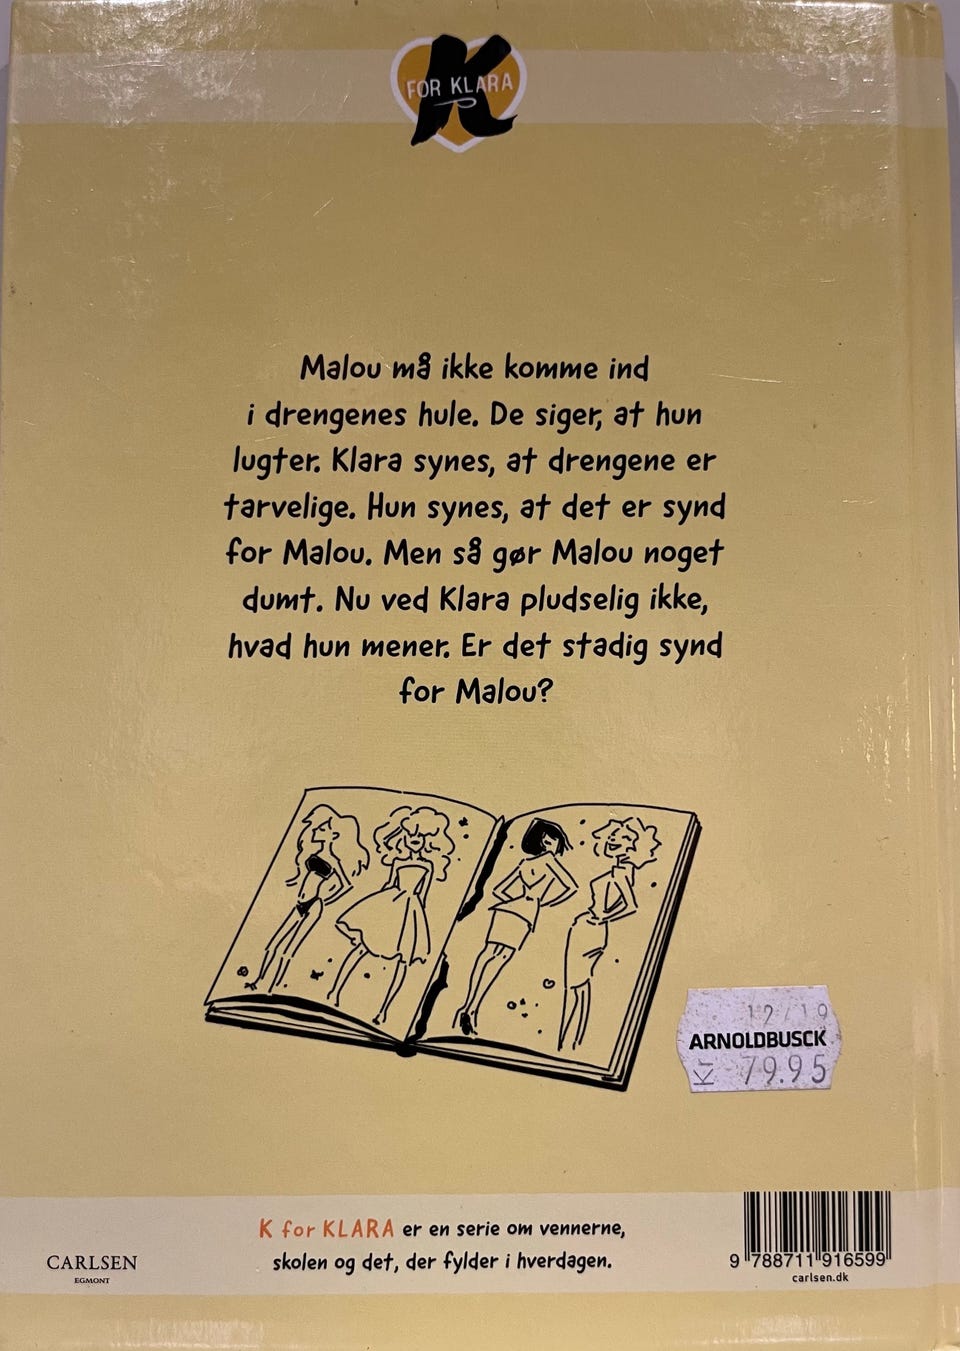 K
FOR KLARA
Malou må ikke komme ind
i drengenes hule. De siger, at hun
lugter. Klara synes, at drengene er
tarvelige. Hun synes, at det er synd
for Malou. Men så gør Malou noget
dumt. Nu ved Klara pludselig ikke,
hvad hun mener. Er det stadig synd
for Malou?
12/19
ARNOLDBUSCK
Kr 79.95
K for KLARA er en serie om vennerne,
skolen og det, der fylder i hverdagen.
CARLSEN
EGMONT
9 788711 916599
carlsen.dk